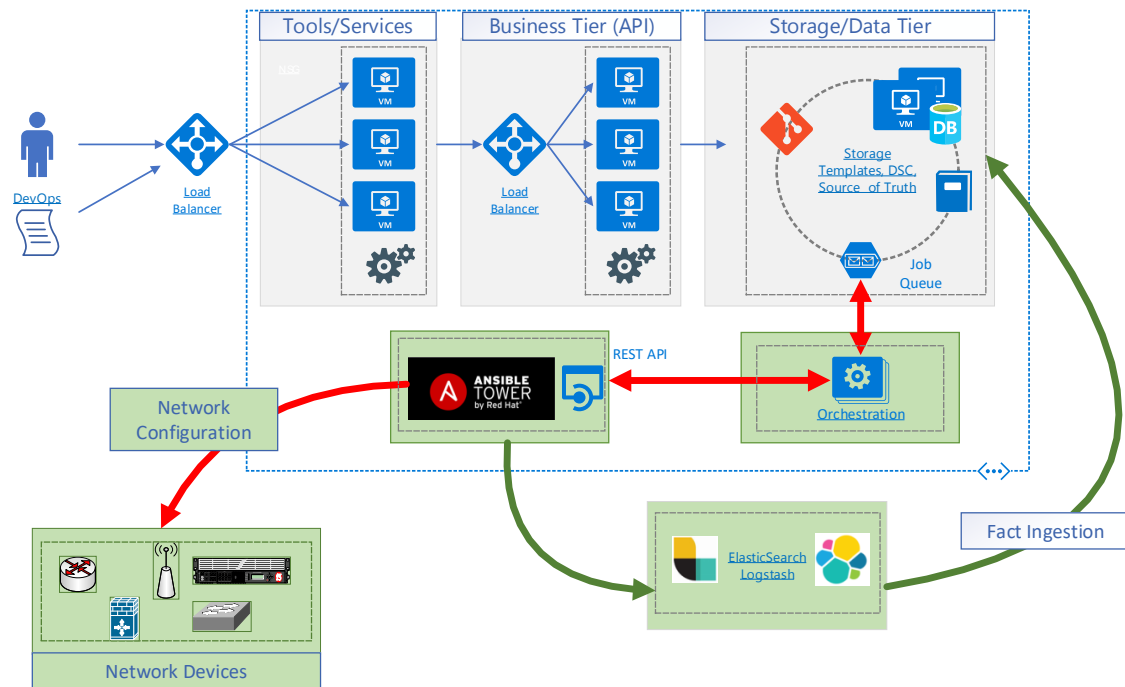 Tools/Services
Business Tier (API)
Storage/Data Tier
NSG
VM
VM
VM
VM
VM
VM
VM
DB
DevOps
Load
Balancer
Load
Balancer
Storage
Templates, DSC,
Source of Truth
Job
Queue
REST API
ANSIBLE
TOWER
by Red Hat®
Orchestration
Network
Configuration
Fact Ingestion
ElasticSearch
Logstash
Network Devices